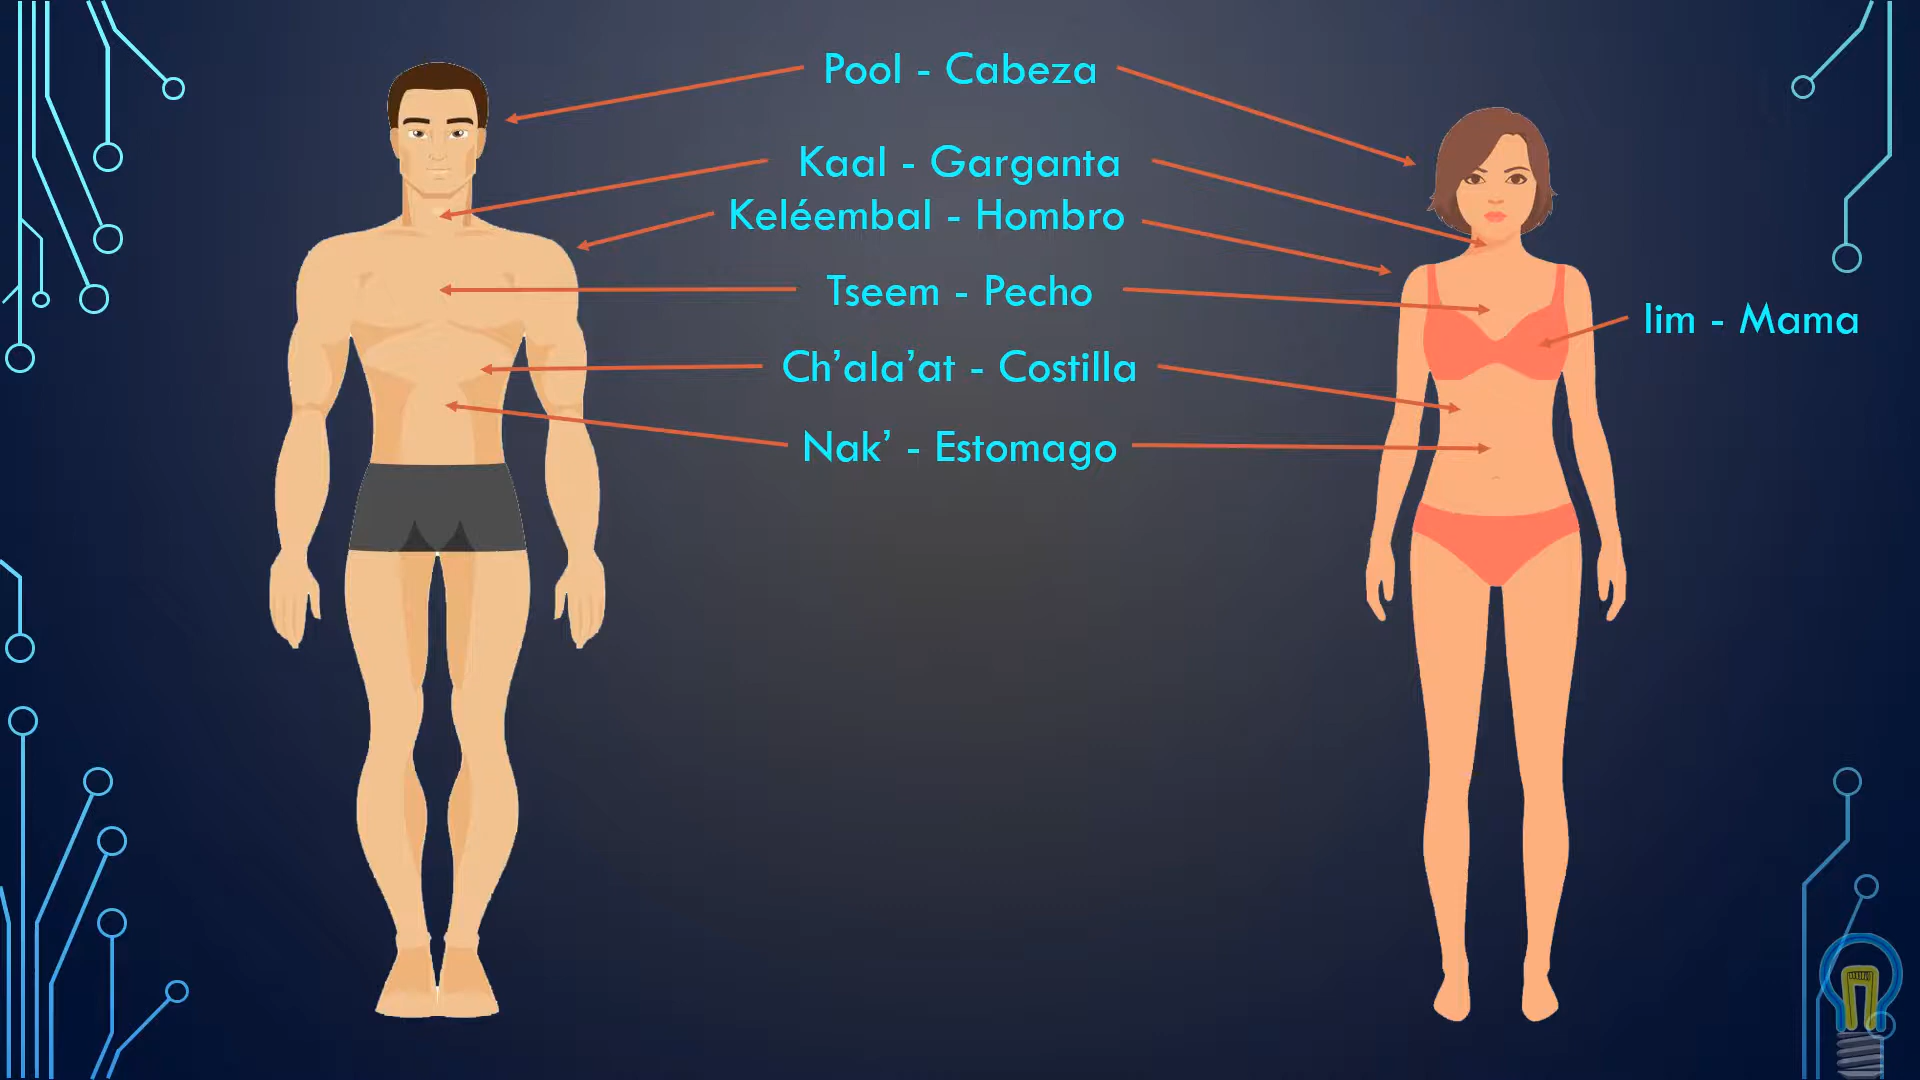 Pool - Cabeza
Kaal - Garganta
Keléembal - Hombro
Tseem - Pecho
Iim - Mama
Ch’ala’at - Costilla
Nak’ - Estomago